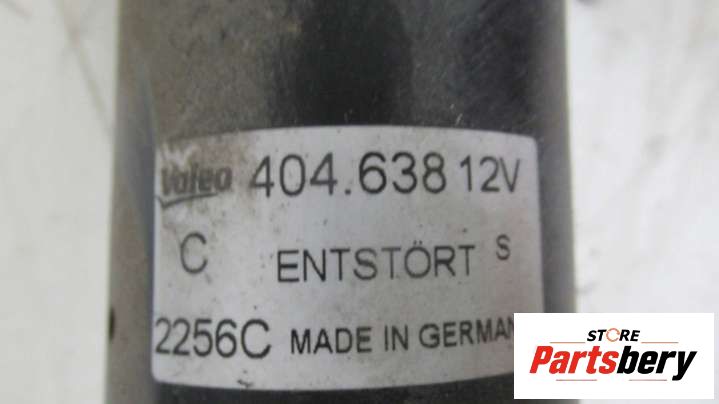 Valeo 404.638 12V
C ENTSTÖRT S
2256C MADE IN GERMAN
STORE
Partsbery